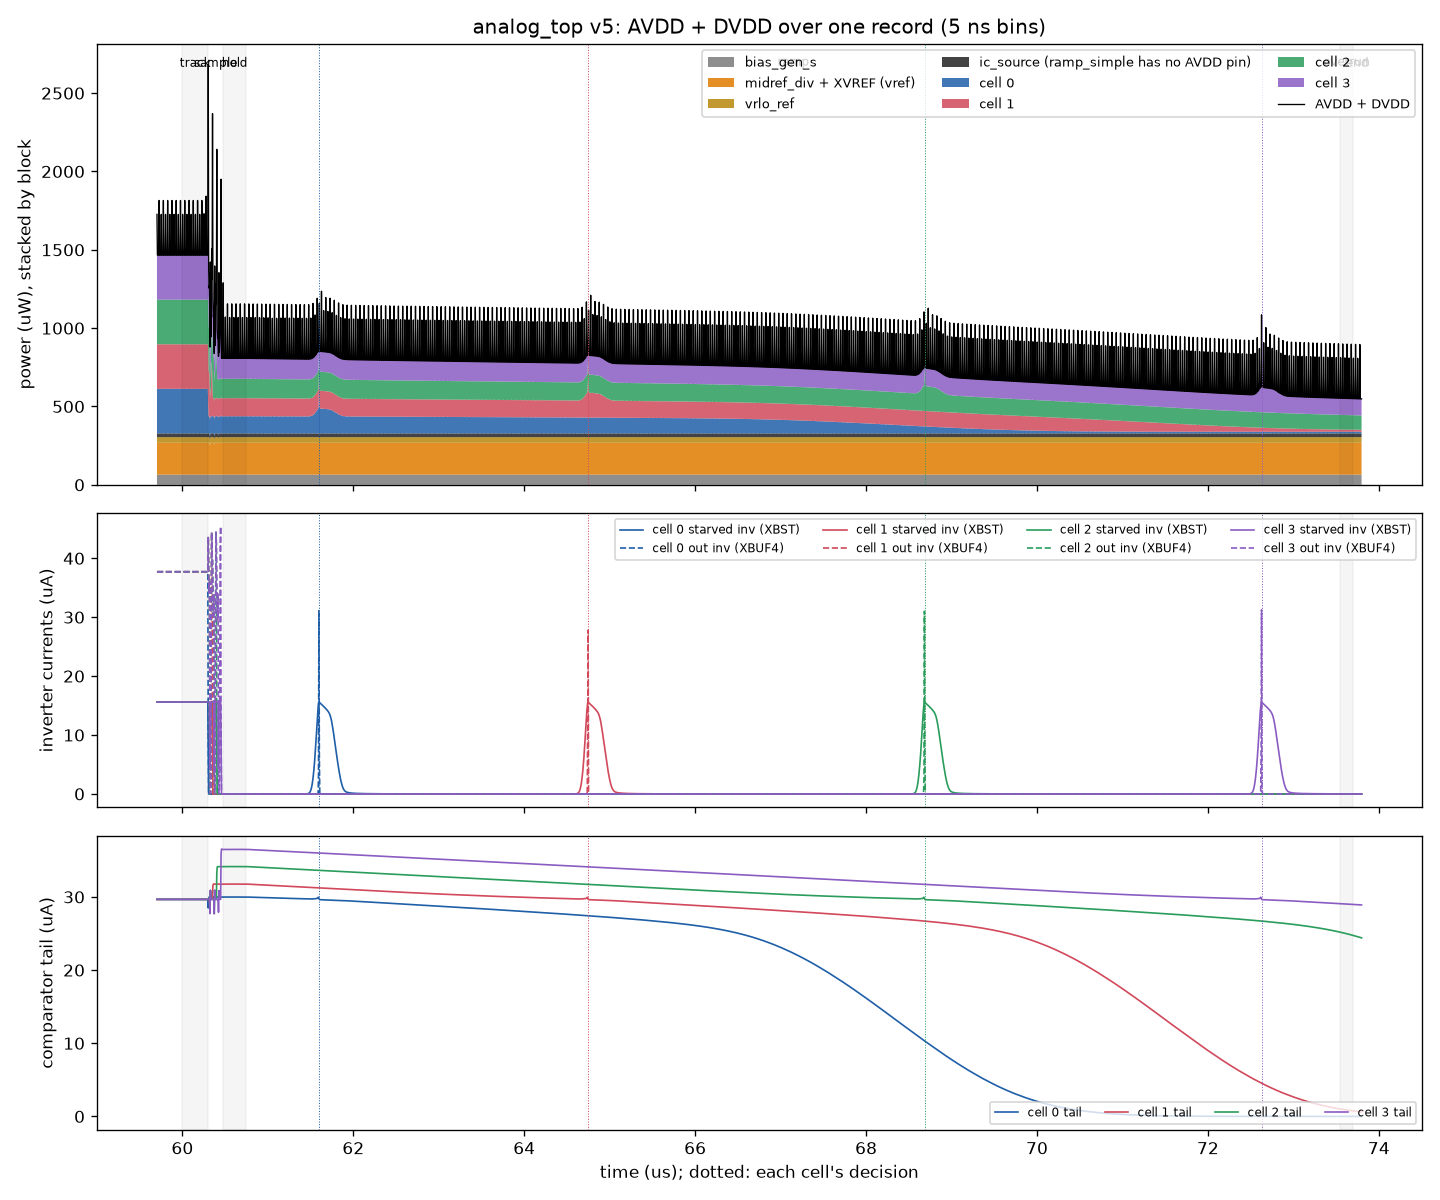 analog_top v5: AVDD + DVDD over one record (5 ns bins)
track sample hold
bias_gen_s
midref_div + XVREF (vref)
vrlo_ref
ic_source (ramp_simple has no AVDD pin)
cell 0
cell 1
cell 2
cell 3
AVDD + DVDD
power (uW), stacked by block
2500
2000
1500
1000
500
0
cell 0 starved inv (XBST)
cell 0 out inv (XBUF4)
cell 1 starved inv (XBST)
cell 1 out inv (XBUF4)
cell 2 starved inv (XBST)
cell 2 out inv (XBUF4)
cell 3 starved inv (XBST)
cell 3 out inv (XBUF4)
inverter currents (uA)
40
30
20
10
0
comparator tail (uA)
30
20
10
0
cell 0 tail
cell 1 tail
cell 2 tail
cell 3 tail
60
62
64
66
68
70
72
74
time (us); dotted: each cell's decision